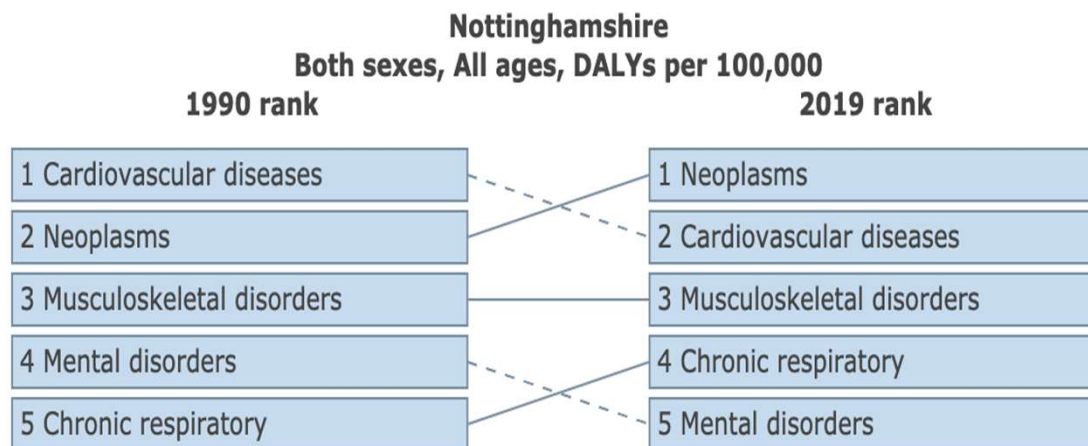 Nottinghamshire
Both sexes, All ages, DALYs per 100,000
1990 rank
2019 rank
1 Cardiovascular diseases
2 Neoplasms
3 Musculoskeletal disorders
4 Mental disorders
5 Chronic respiratory
1 Neoplasms
2 Cardiovascular diseases
3 Musculoskeletal disorders
4 Chronic respiratory
5 Mental disorders